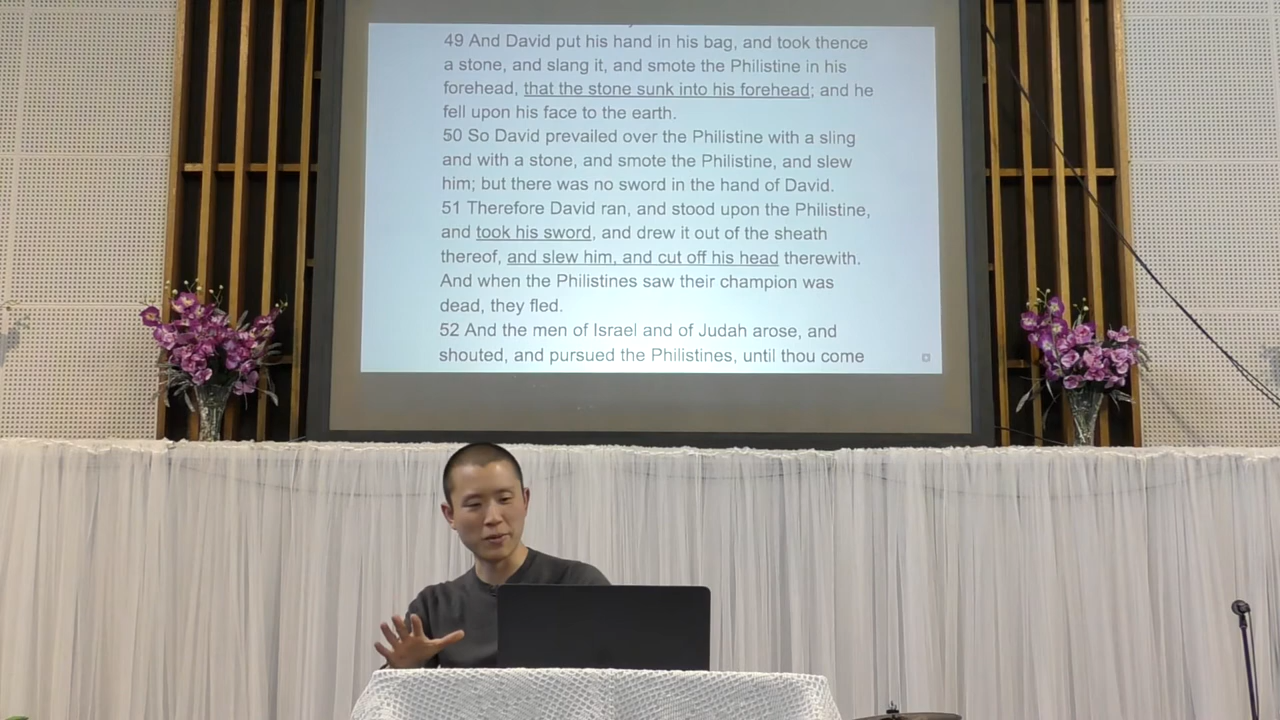 49 And David put his hand in his bag, and took thence
a stone, and slang it, and smote the Philistine in his
forehead, that the stone sunk into his forehead; and he
fell upon his face to the earth.
50 So David prevailed over the Philistine with a sling
and with a stone, and smote the Philistine, and slew
him; but there was no sword in the hand of David.
51 Therefore David ran, and stood upon the Philistine,
and took his sword, and drew it out of the sheath
thereof, and slew him, and cut off his head therewith.
And when the Philistines saw their champion was
dead, they fled.
52 And the men of Israel and of Judah arose, and
shouted, and pursued the Philistines, until thou come